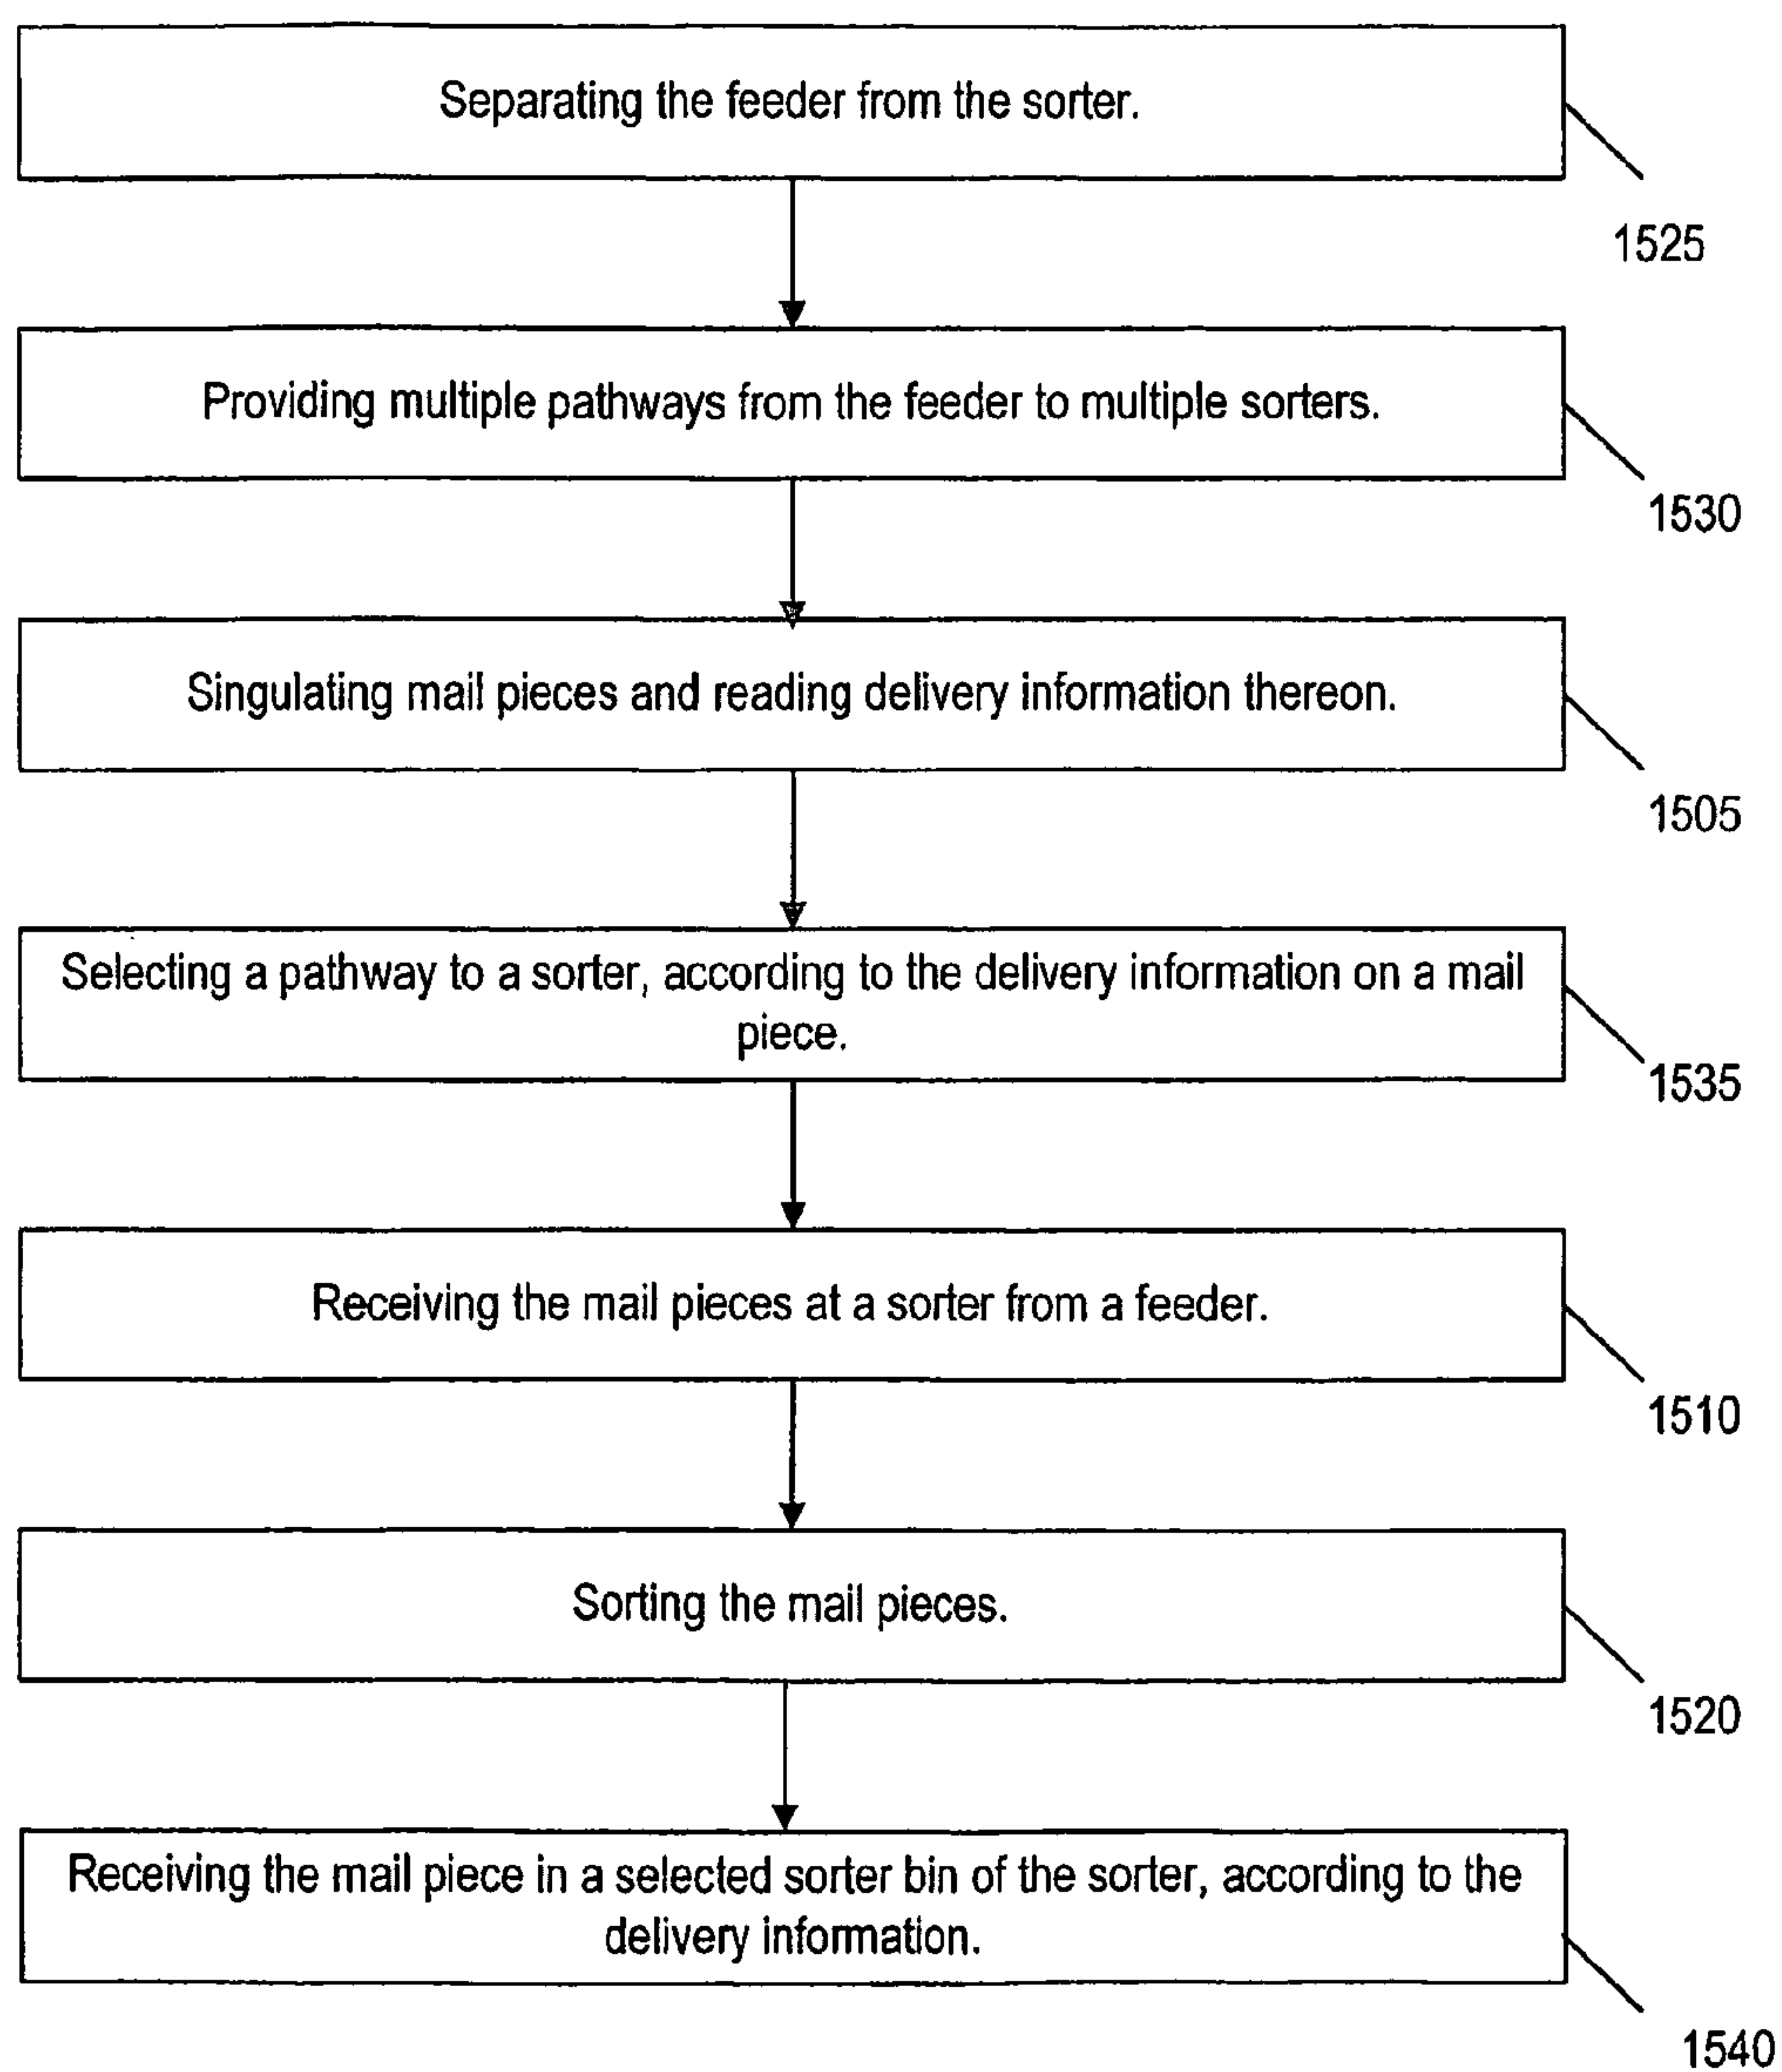 Separating the feeder from the sorter.
1525
Providing multiple pathways from the feeder to multiple sorters.
1530
Singulating mail pieces and reading delivery information thereon.
1505
Selecting a pathway to a sorter, according to the delivery information on a mail
piece.
1535
Receiving the mail pieces at a sorter from a feeder.
1510
Sorting the mail pieces.
1520
Receiving the mail piece in a selected sorter bin of the sorter, according to the
delivery information.
1540